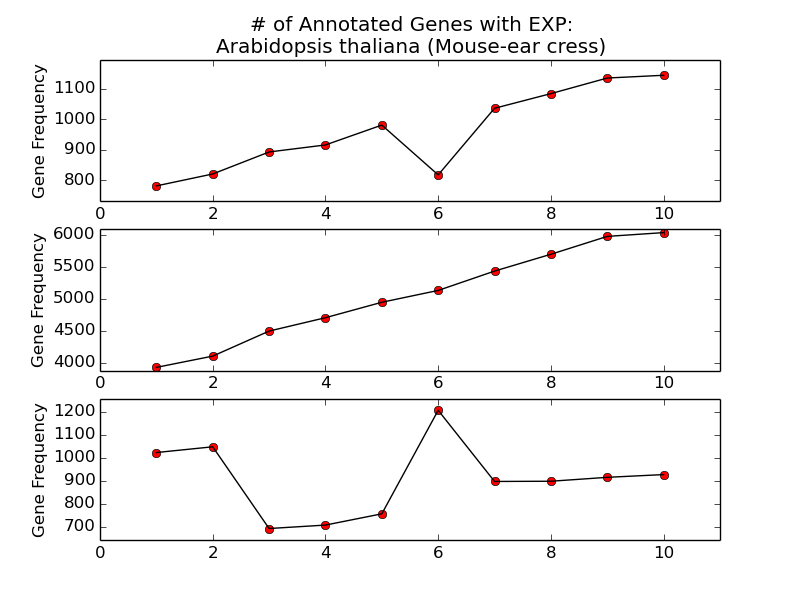 # of Annotated Genes with EXP:
Arabidopsis thaliana (Mouse-ear cress)
Gene Frequency
1100
1000
900
800
0 2 4 6 8 10
Gene Frequency
6000
5500
5000
4500
4000
0 2 4 6 8 10
Gene Frequency
1200
1100
1000
900
800
700
0 2 4 6 8 10